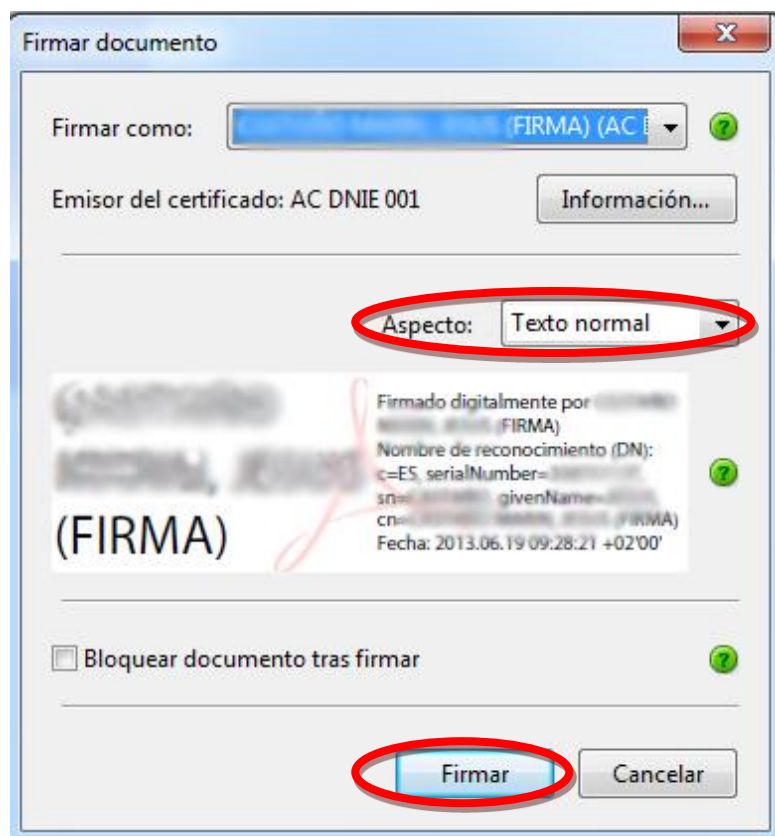 Firmar documento
Firmar como: (FIRMA) (AC
Emisor del certificado: AC DNIE 001 Información...
Aspecto: Texto normal
(FIRMA)
Firmado digitalmente por
(FIRMA)
Nombre de reconocimiento (DN):
c=ES, serialNumber=
sn= givenName=
cn= (FIRMA)
Fecha: 2013.06.19 09:28:21 +02'00'
Bloquear documento tras firmar
Firmar Cancelar